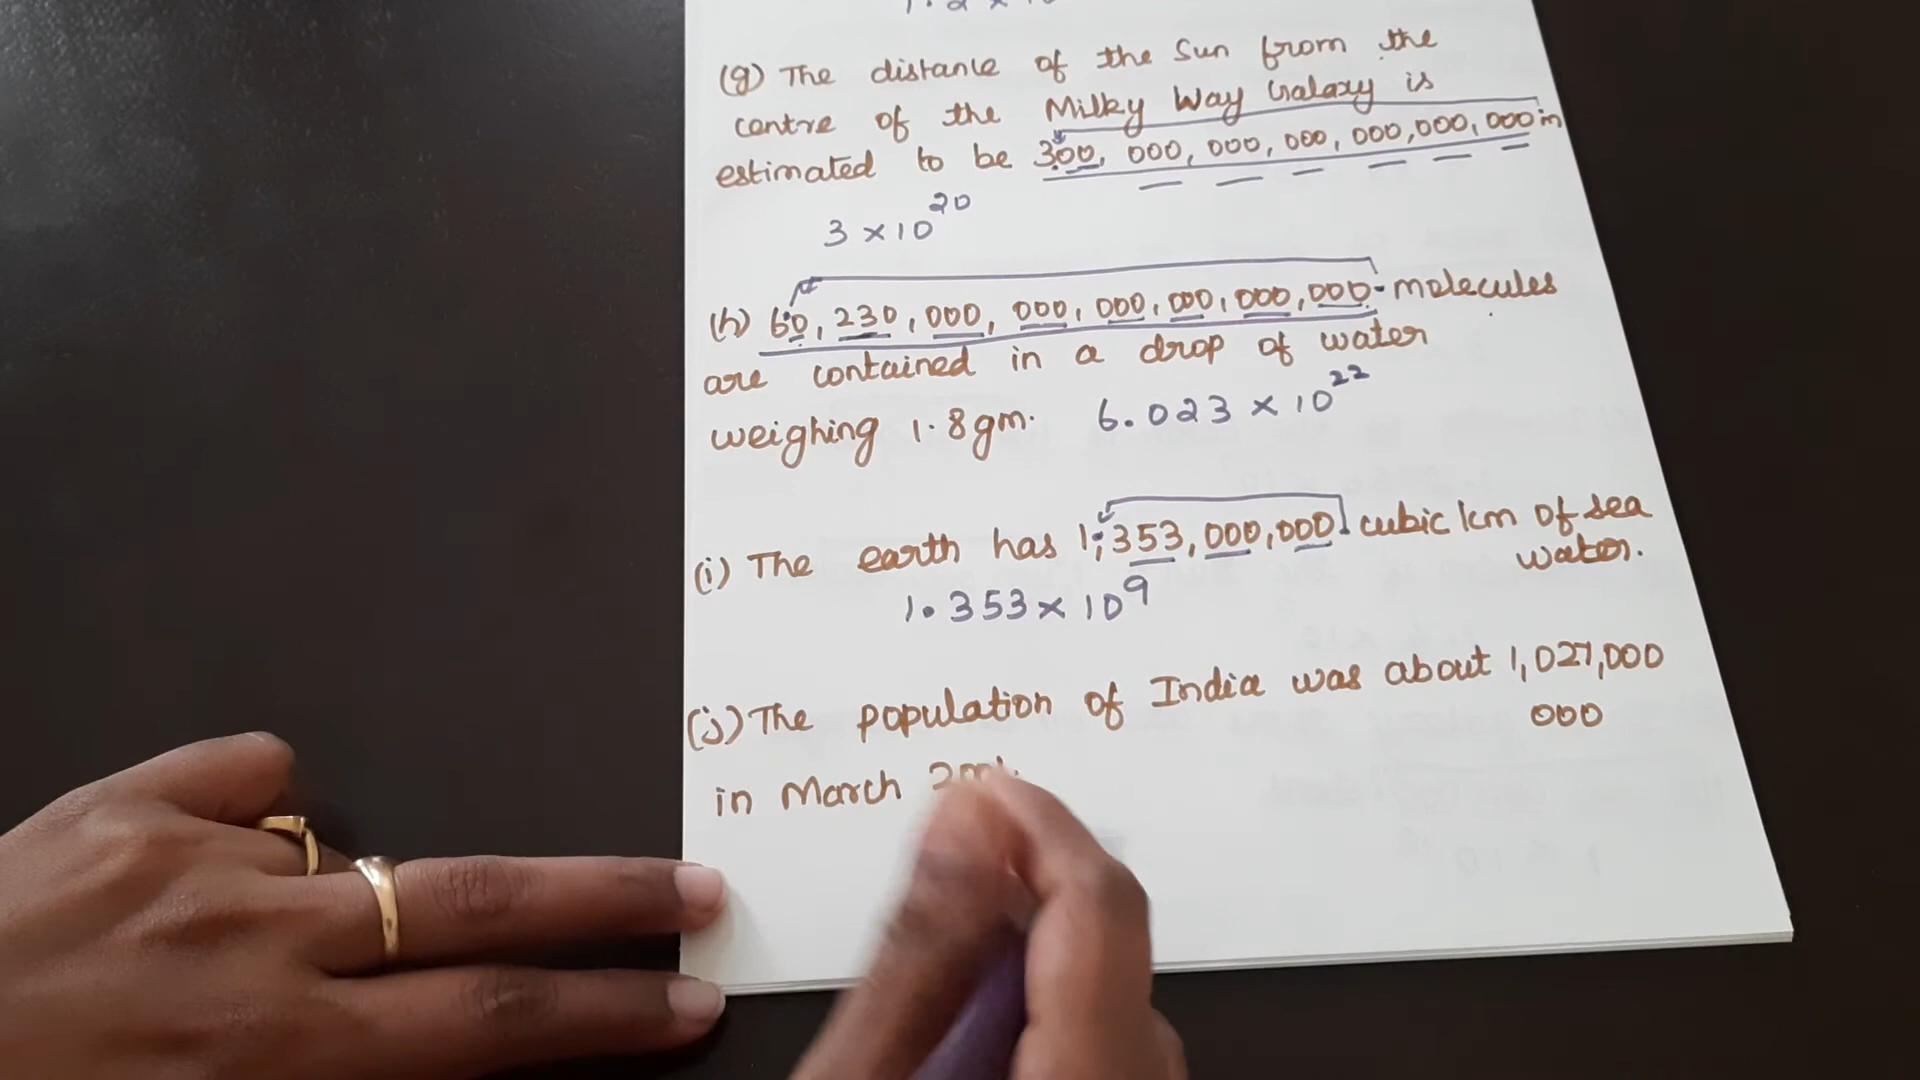 (g) The distance of the Sun from the
centre of the Milky Way Galaxy is
estimated to be 300, 000, 000, 000, 000, 000, 000 m
3 × 10^20
(h) 60, 230, 000, 000, 000, 000, 000, 000. molecules
are contained in a drop of water
weighing 1.8gm. 6.023 × 10^22
(i) The earth has 1,353,000,000. cubic km of sea
water.
1.353 × 10^9
(j) The population of India was about 1,027,000
000
in March